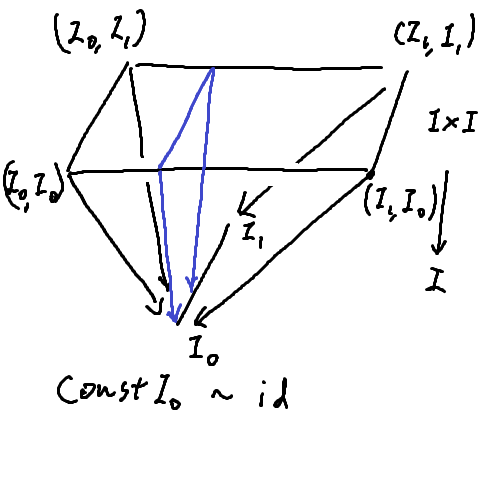 (I₀, I₁)
(I₁, I₁)
I×I
(I₀, I₀)
(I₁, I₀)
I₁
I
I₀
Const I₀ ~ id